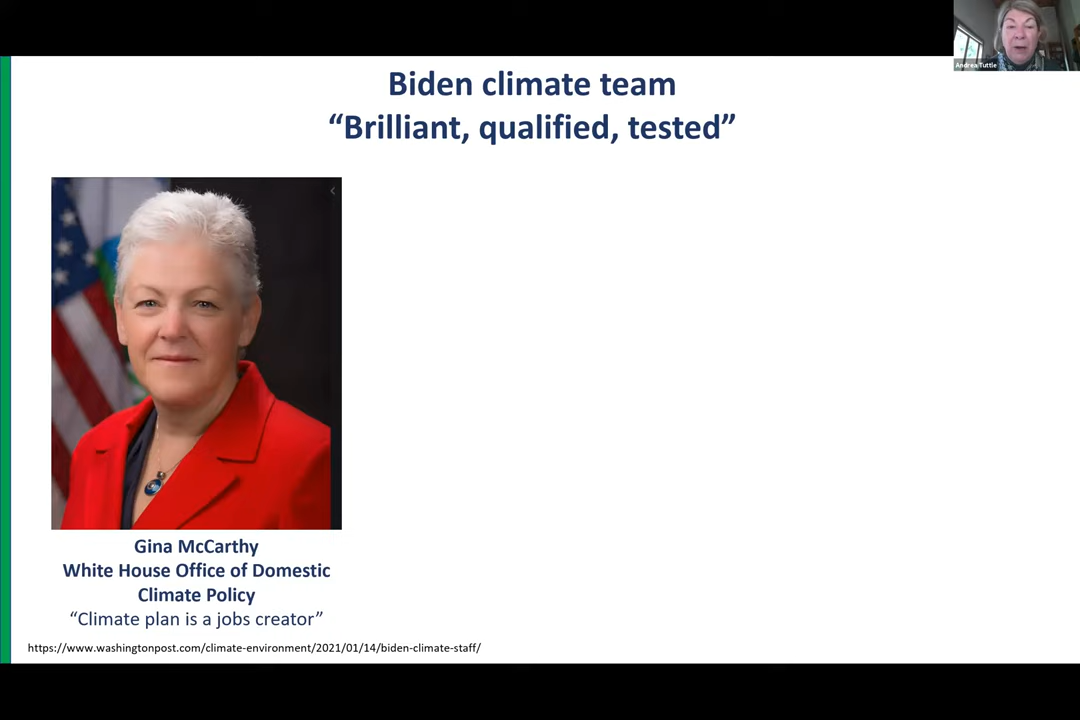 Andrea Tuttle
Biden climate team
“Brilliant, qualified, tested”
Gina McCarthy
White House Office of Domestic
Climate Policy
“Climate plan is a jobs creator”
https://www.washingtonpost.com/climate-environment/2021/01/14/biden-climate-staff/